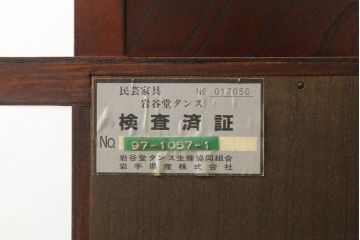 民芸家具 № 017050
岩谷堂タンス
検査済証
No. 97-1057-1
岩谷堂タンス生産協同組合
岩手県産株式会社